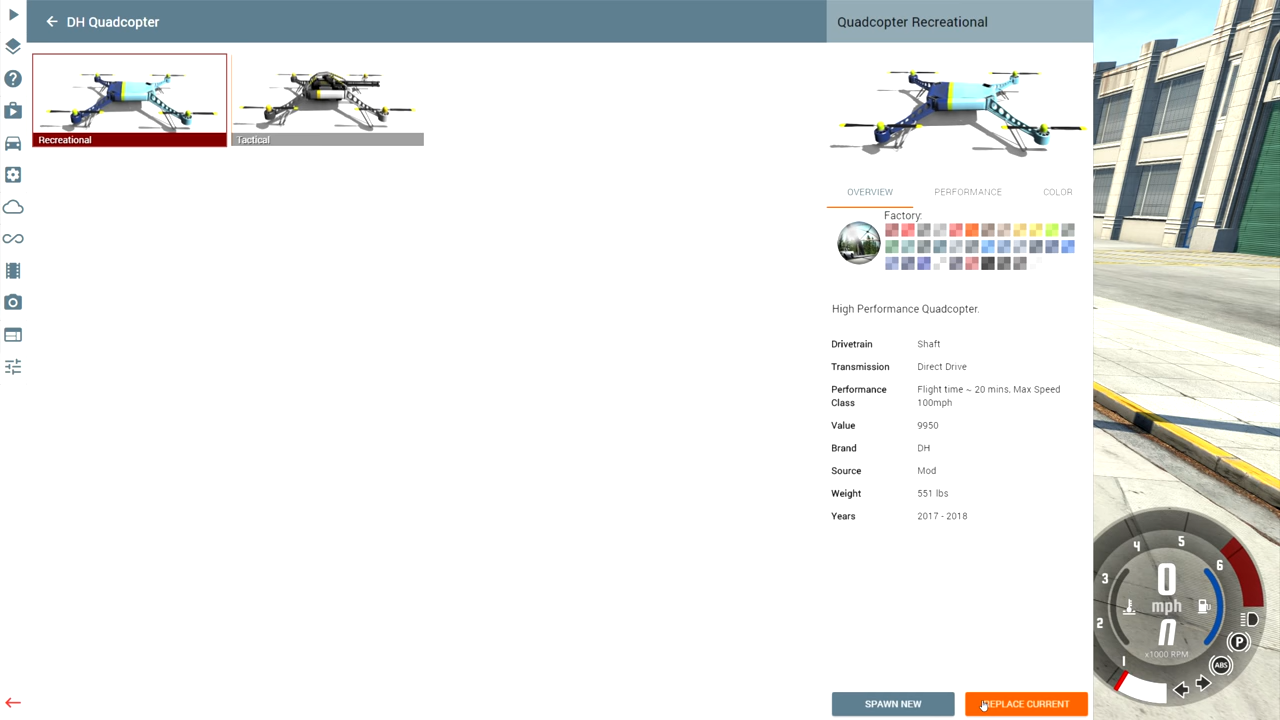 DH Quadcopter
Quadcopter Recreational
Recreational
Tactical
OVERVIEW PERFORMANCE COLOR
Factory:
High Performance Quadcopter.
Drivetrain Shaft
Transmission Direct Drive
Performance Class Flight time ~ 20 mins, Max Speed 100mph
Value 9950
Brand DH
Source Mod
Weight 551 lbs
Years 2017 - 2018
SPAWN NEW
REPLACE CURRENT
1 2 3 4 5 6
0
mph
n
x1000 RPM
P
ABS